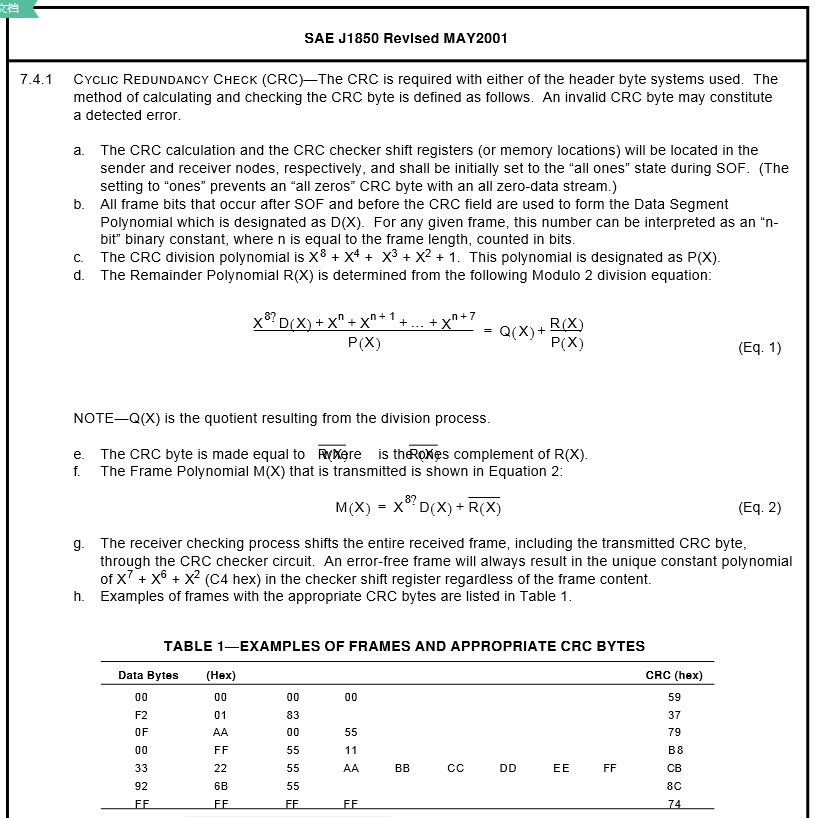 文档
SAE J1850 Revised MAY2001
7.4.1 CYCLIC REDUNDANCY CHECK (CRC)—The CRC is required with either of the header byte systems used. The
method of calculating and checking the CRC byte is defined as follows. An invalid CRC byte may constitute
a detected error.
a. The CRC calculation and the CRC checker shift registers (or memory locations) will be located in the
sender and receiver nodes, respectively, and shall be initially set to the “all ones” state during SOF. (The
setting to “ones” prevents an “all zeros” CRC byte with an all zero-data stream.)
b. All frame bits that occur after SOF and before the CRC field are used to form the Data Segment
Polynomial which is designated as D(X). For any given frame, this number can be interpreted as an “n-
bit” binary constant, where n is equal to the frame length, counted in bits.
c. The CRC division polynomial is X⁸ + X⁴ + X³ + X² + 1. This polynomial is designated as P(X).
d. The Remainder Polynomial R(X) is determined from the following Modulo 2 division equation:
X⁸? D(X) + Xⁿ + Xⁿ⁺¹ + ... + Xⁿ⁺⁷ = Q(X) + R(X)
P(X) P(X)
(Eq. 1)
NOTE—Q(X) is the quotient resulting from the division process.
e. The CRC byte is made equal to R(X) where is the R(X) ones complement of R(X).
f. The Frame Polynomial M(X) that is transmitted is shown in Equation 2:
M(X) = X⁸? D(X) + R(X) (Eq. 2)
g. The receiver checking process shifts the entire received frame, including the transmitted CRC byte,
through the CRC checker circuit. An error-free frame will always result in the unique constant polynomial
of X⁷ + X⁶ + X² (C4 hex) in the checker shift register regardless of the frame content.
h. Examples of frames with the appropriate CRC bytes are listed in Table 1.
TABLE 1—EXAMPLES OF FRAMES AND APPROPRIATE CRC BYTES
Data Bytes (Hex) CRC (hex)
00 00 00 00 59
F2 01 83 37
0F AA 00 55 79
00 FF 55 11 B8
33 22 55 AA BB CC DD EE FF CB
92 6B 55 8C
FF FF FF FF 74